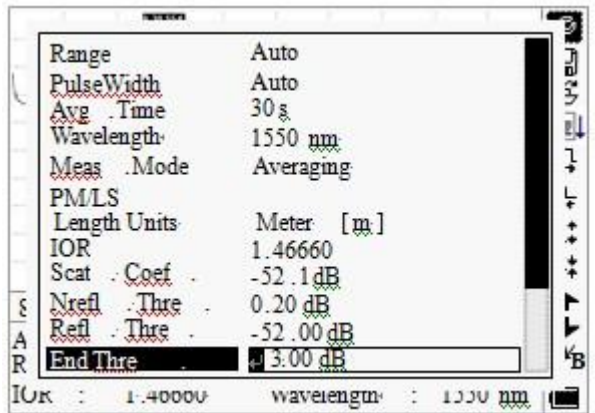 Range Auto
PulseWidth Auto
Avg .Time 30 s
Wavelength 1550 nm
Meas .Mode Averaging
PM/LS
Length Units Meter [m]
IOR 1.46660
Scat . Coef . -52 .1 dB
Nrefl . Thre . 0.20 dB
Refl . Thre . -52 .00 dB
End Thre . 3.00 dB
A
R
B
IOR : 1.46660 Wavelength : 1550 nm